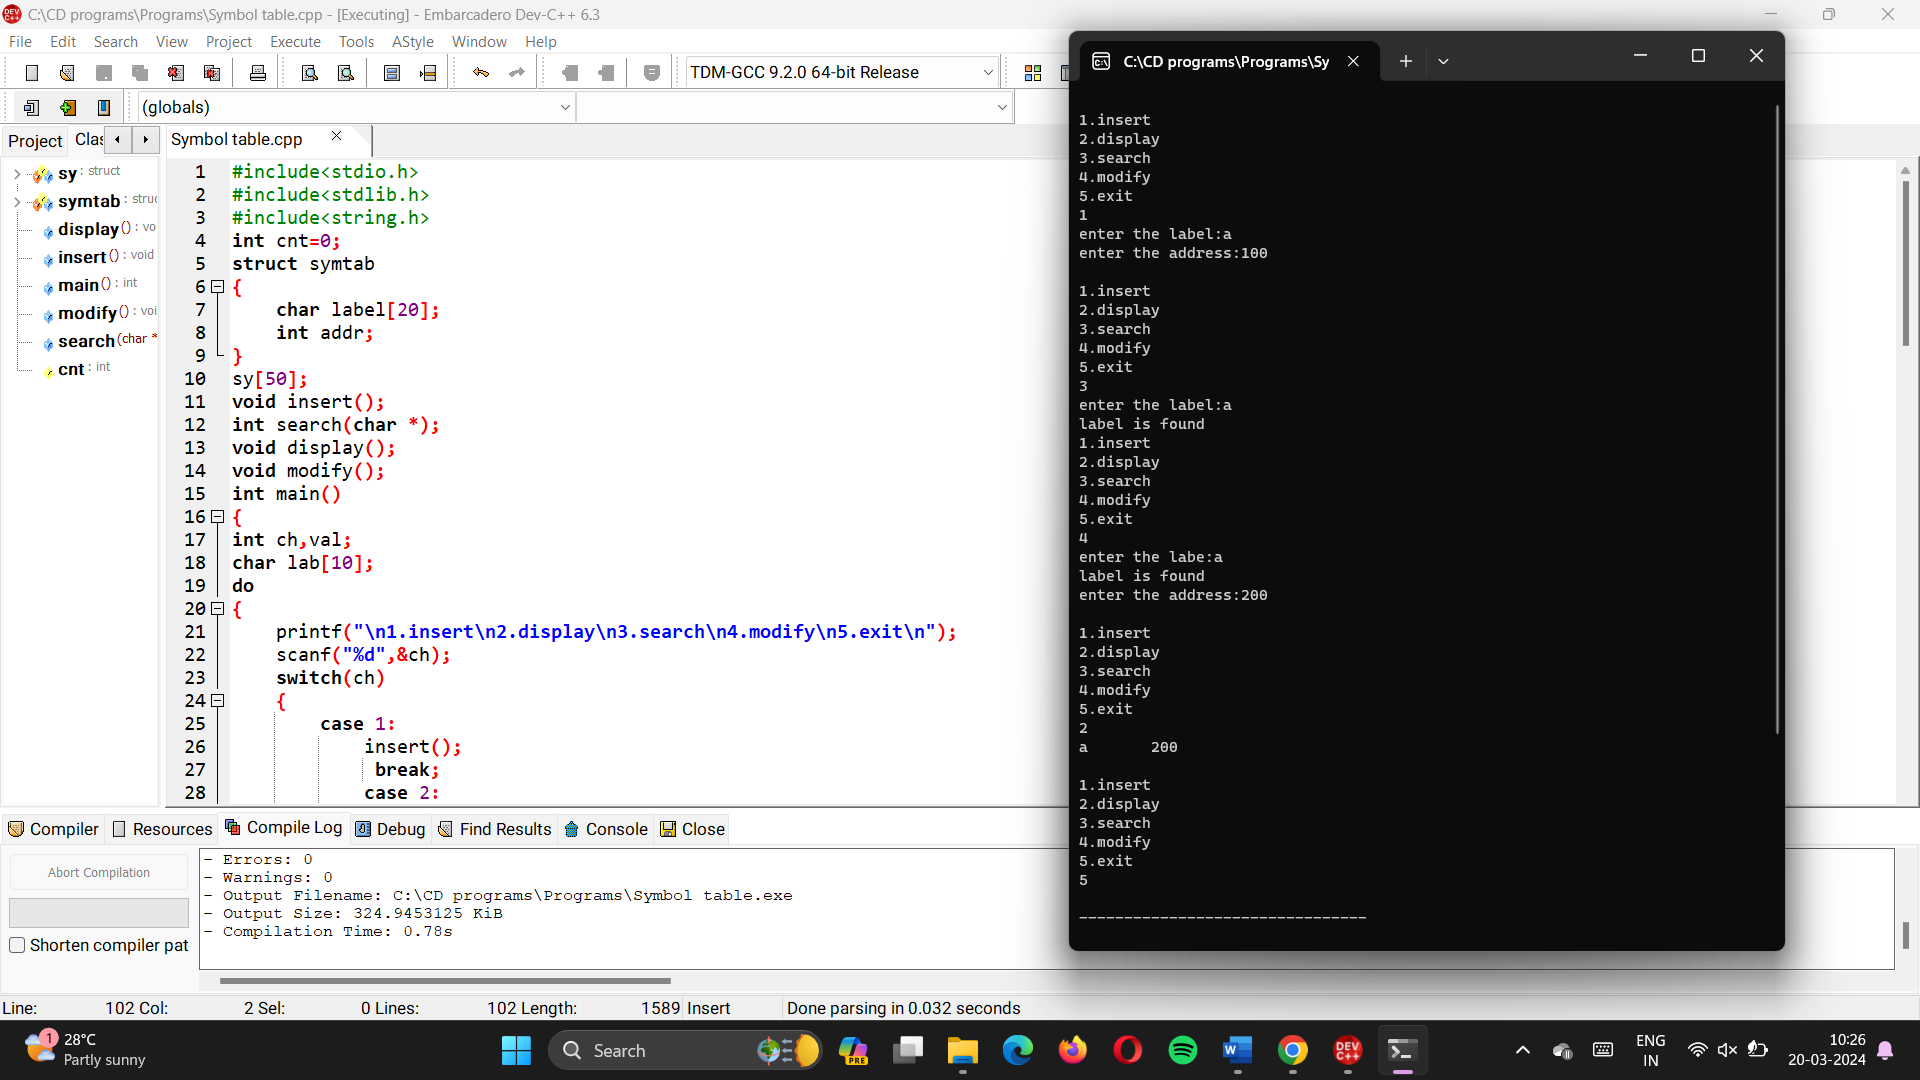 C:\CD programs\Programs\Symbol table.cpp - [Executing] - Embarcadero Dev-C++ 6.3
File Edit Search View Project Execute Tools AStyle Window Help
TDM-GCC 9.2.0 64-bit Release
(globals)
Project Clas
Symbol table.cpp
sy : struct
symtab : struc
display() : vo
insert() : void
main() : int
modify() : voi
search(char *
cnt : int
1 #include<stdio.h>
2 #include<stdlib.h>
3 #include<string.h>
4 int cnt=0;
5 struct symtab
6 {
7 char label[20];
8 int addr;
9 }
10 sy[50];
11 void insert();
12 int search(char *);
13 void display();
14 void modify();
15 int main()
16 {
17 int ch,val;
18 char lab[10];
19 do
20 {
21 printf("\n1.insert\n2.display\n3.search\n4.modify\n5.exit\n");
22 scanf("%d",&ch);
23 switch(ch)
24 {
25 case 1:
26 insert();
27 break;
28 case 2:
C:\CD programs\Programs\Sy
1.insert
2.display
3.search
4.modify
5.exit
1
enter the label:a
enter the address:100
1.insert
2.display
3.search
4.modify
5.exit
3
enter the label:a
label is found
1.insert
2.display
3.search
4.modify
5.exit
4
enter the labe:a
label is found
enter the address:200
1.insert
2.display
3.search
4.modify
5.exit
2
a 200
1.insert
2.display
3.search
4.modify
5.exit
5
--------------------------------
Compiler Resources Compile Log Debug Find Results Console Close
Abort Compilation
Shorten compiler pat
- Errors: 0
- Warnings: 0
- Output Filename: C:\CD programs\Programs\Symbol table.exe
- Output Size: 324.9453125 KiB
- Compilation Time: 0.78s
Line: 102 Col: 2 Sel: 0 Lines: 102 Length: 1589 Insert Done parsing in 0.032 seconds
1
28°C
Partly sunny
Search
PRE
DEV C++
ENG
IN
10:26
20-03-2024